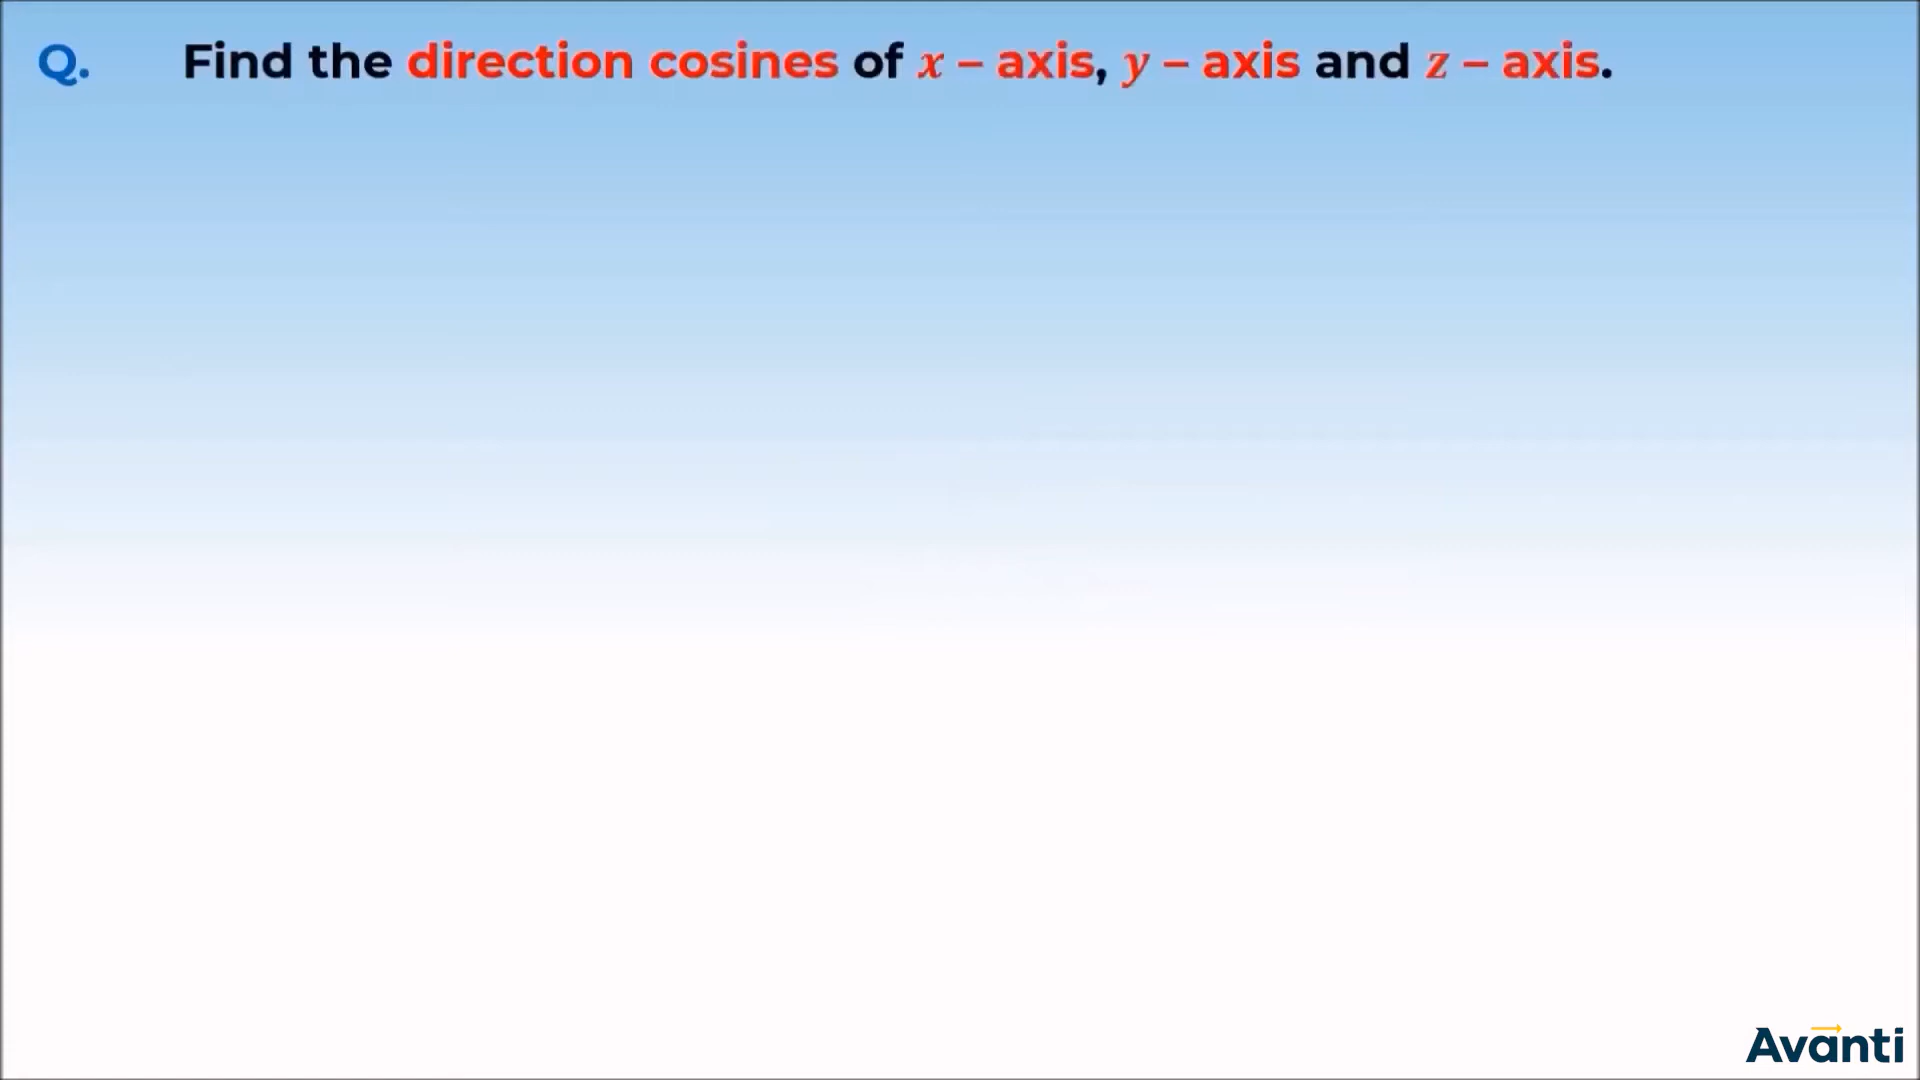 Q. Find the direction cosines of x – axis, y – axis and z – axis.
Avanti